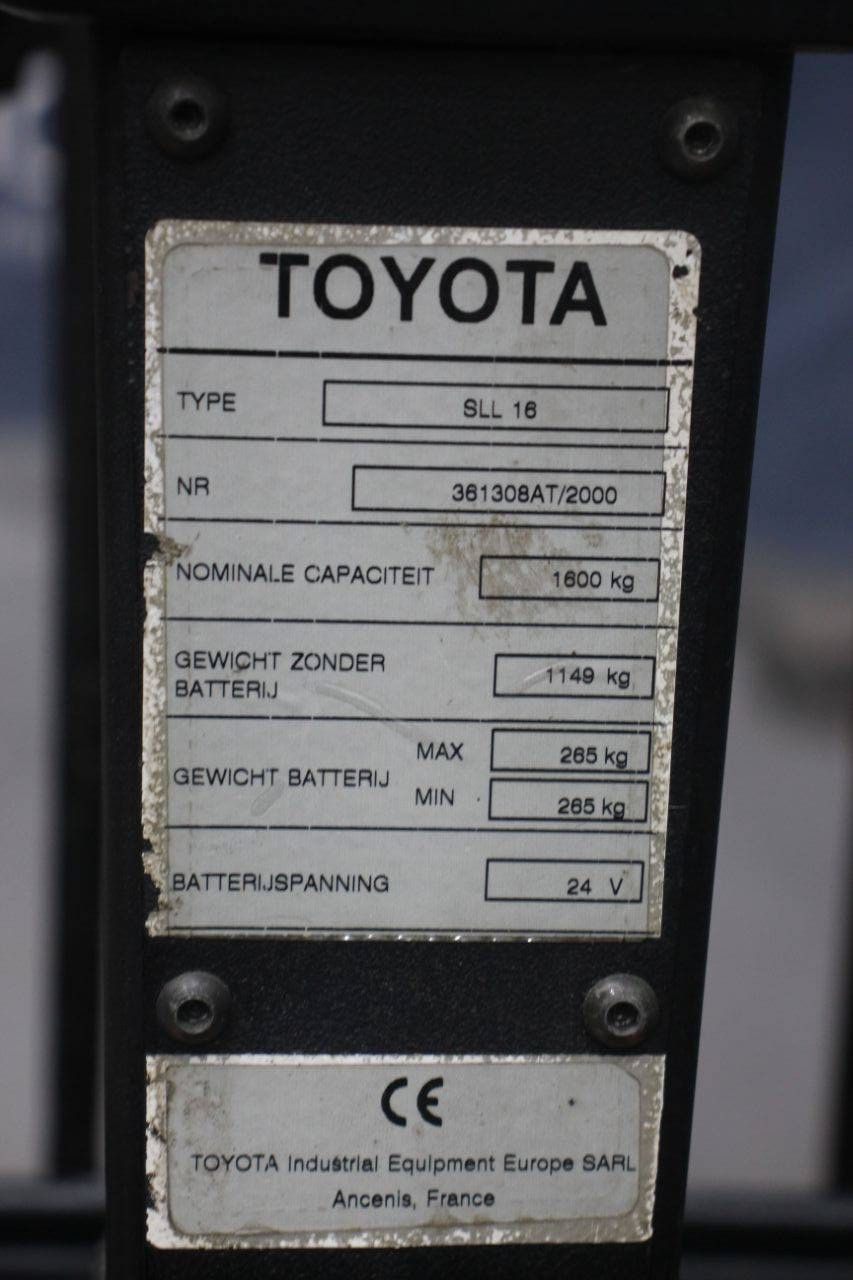 TOYOTA
TYPE SLL 16
NR 361308AT/2000
NOMINALE CAPACITEIT 1600 kg
GEWICHT ZONDER
BATTERIJ 1149 kg
GEWICHT BATTERIJ MAX 265 kg
MIN 265 kg
BATTERIJSPANNING 24 V
CE
TOYOTA Industrial Equipment Europe SARL
Ancenis, France